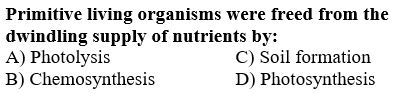 Primitive living organisms were freed from the
dwindling supply of nutrients by:
A) Photolysis C) Soil formation
B) Chemosynthesis D) Photosynthesis